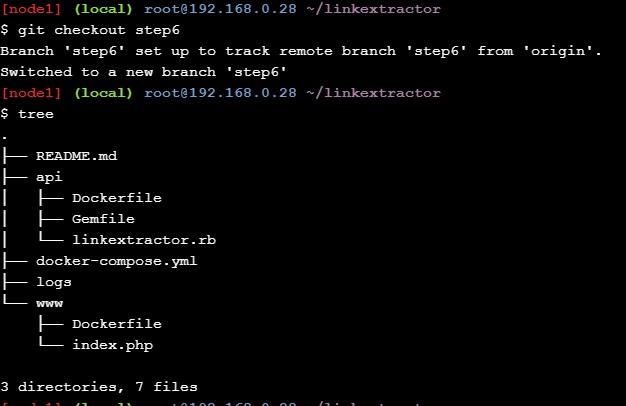 [node1] (local) root@192.168.0.28 ~/linkextractor
$ git checkout step6
Branch 'step6' set up to track remote branch 'step6' from 'origin'.
Switched to a new branch 'step6'
[node1] (local) root@192.168.0.28 ~/linkextractor
$ tree
.
├── README.md
├── api
│   ├── Dockerfile
│   ├── Gemfile
│   └── linkextractor.rb
├── docker-compose.yml
├── logs
└── www
    ├── Dockerfile
    └── index.php

3 directories, 7 files